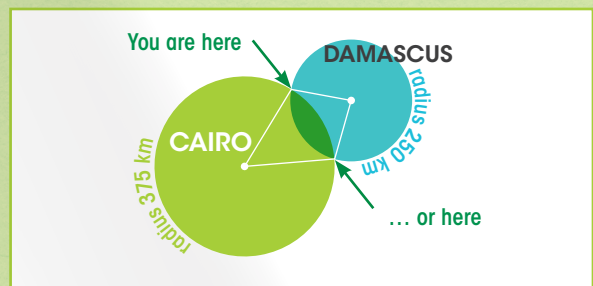 You are here
DAMASCUS
radius 250 km
CAIRO
radius 375 km
... or here